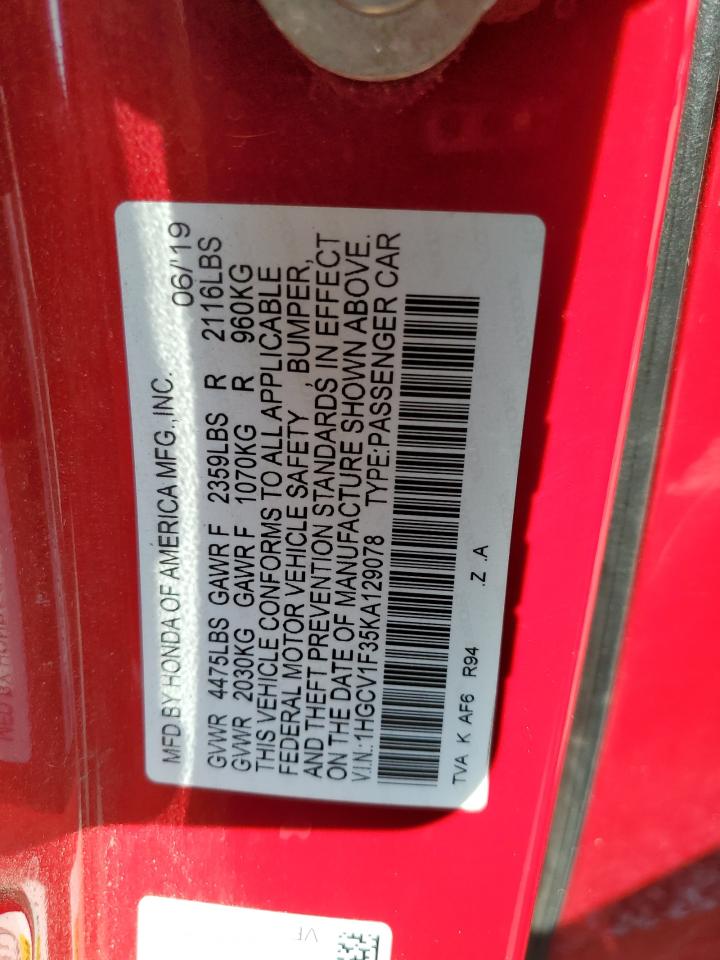 MFD. BY HONDA OF AMERICA MFG., INC. 06/'19
GVWR 4475LBS GAWR F 2359LBS R 2116LBS
GVWR 2030KG GAWR F 1070KG R 960KG
THIS VEHICLE CONFORMS TO ALL APPLICABLE
FEDERAL MOTOR VEHICLE SAFETY , BUMPER,
AND THEFT PREVENTION STANDARDS IN EFFECT
ON THE DATE OF MANUFACTURE SHOWN ABOVE.
V.I.N.: 1HGCV1F35KA129078 TYPE:PASSENGER CAR
TVA K AF6 R94 .Z .A
VF